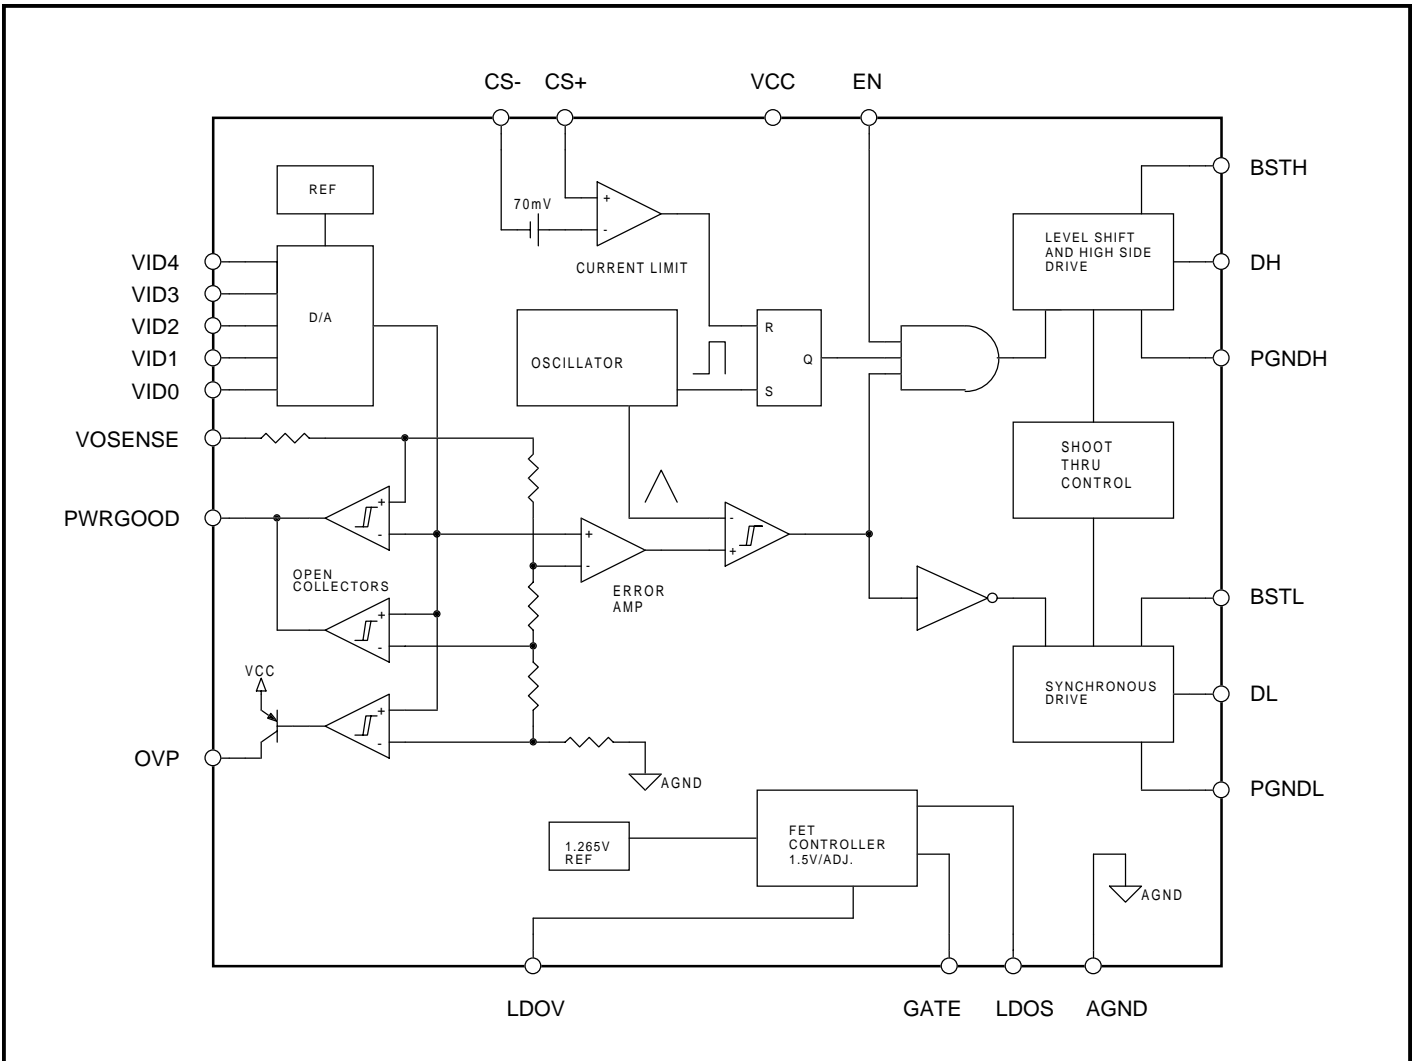 CS- CS+ VCC EN
BSTH
REF
70mV
+
-
LEVEL SHIFT
AND HIGH SIDE
DRIVE
VID4
DH
CURRENT LIMIT
VID3
D/A
VID2
R
VID1
OSCILLATOR
Q
PGNDH
VID0
S
VOSENSE
SHOOT
THRU
CONTROL
+
PWRGOOD
-
+
-
-
+
OPEN
COLLECTORS
ERROR
AMP
BSTL
+
-
VCC
SYNCHRONOUS
DRIVE
DL
+
-
OVP
AGND
PGNDL
1.265V
REF
FET
CONTROLLER
1.5V/ADJ.
AGND
LDOV GATE LDOS AGND